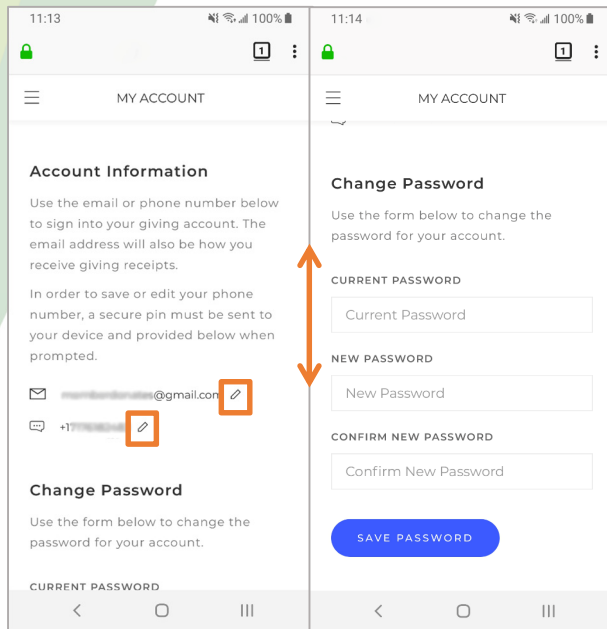 11:13
100%
1
MY ACCOUNT
Account Information
Use the email or phone number below
to sign into your giving account. The
email address will also be how you
receive giving receipts.
In order to save or edit your phone
number, a secure pin must be sent to
your device and provided below when
prompted.
@gmail.com
+1
Change Password
Use the form below to change the
password for your account.
CURRENT PASSWORD
11:14
100%
1
MY ACCOUNT
Change Password
Use the form below to change the
password for your account.
CURRENT PASSWORD
Current Password
NEW PASSWORD
New Password
CONFIRM NEW PASSWORD
Confirm New Password
SAVE PASSWORD